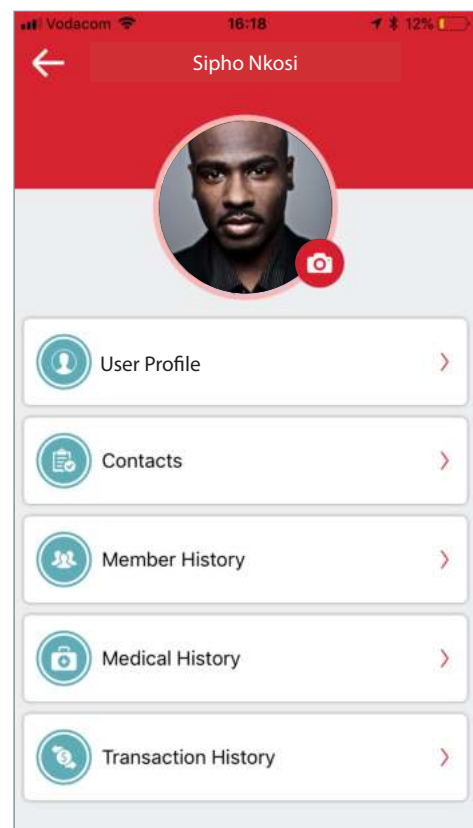 Vodacom 16:18 12%
Sipho Nkosi
User Profile
Contacts
Member History
Medical History
Transaction History